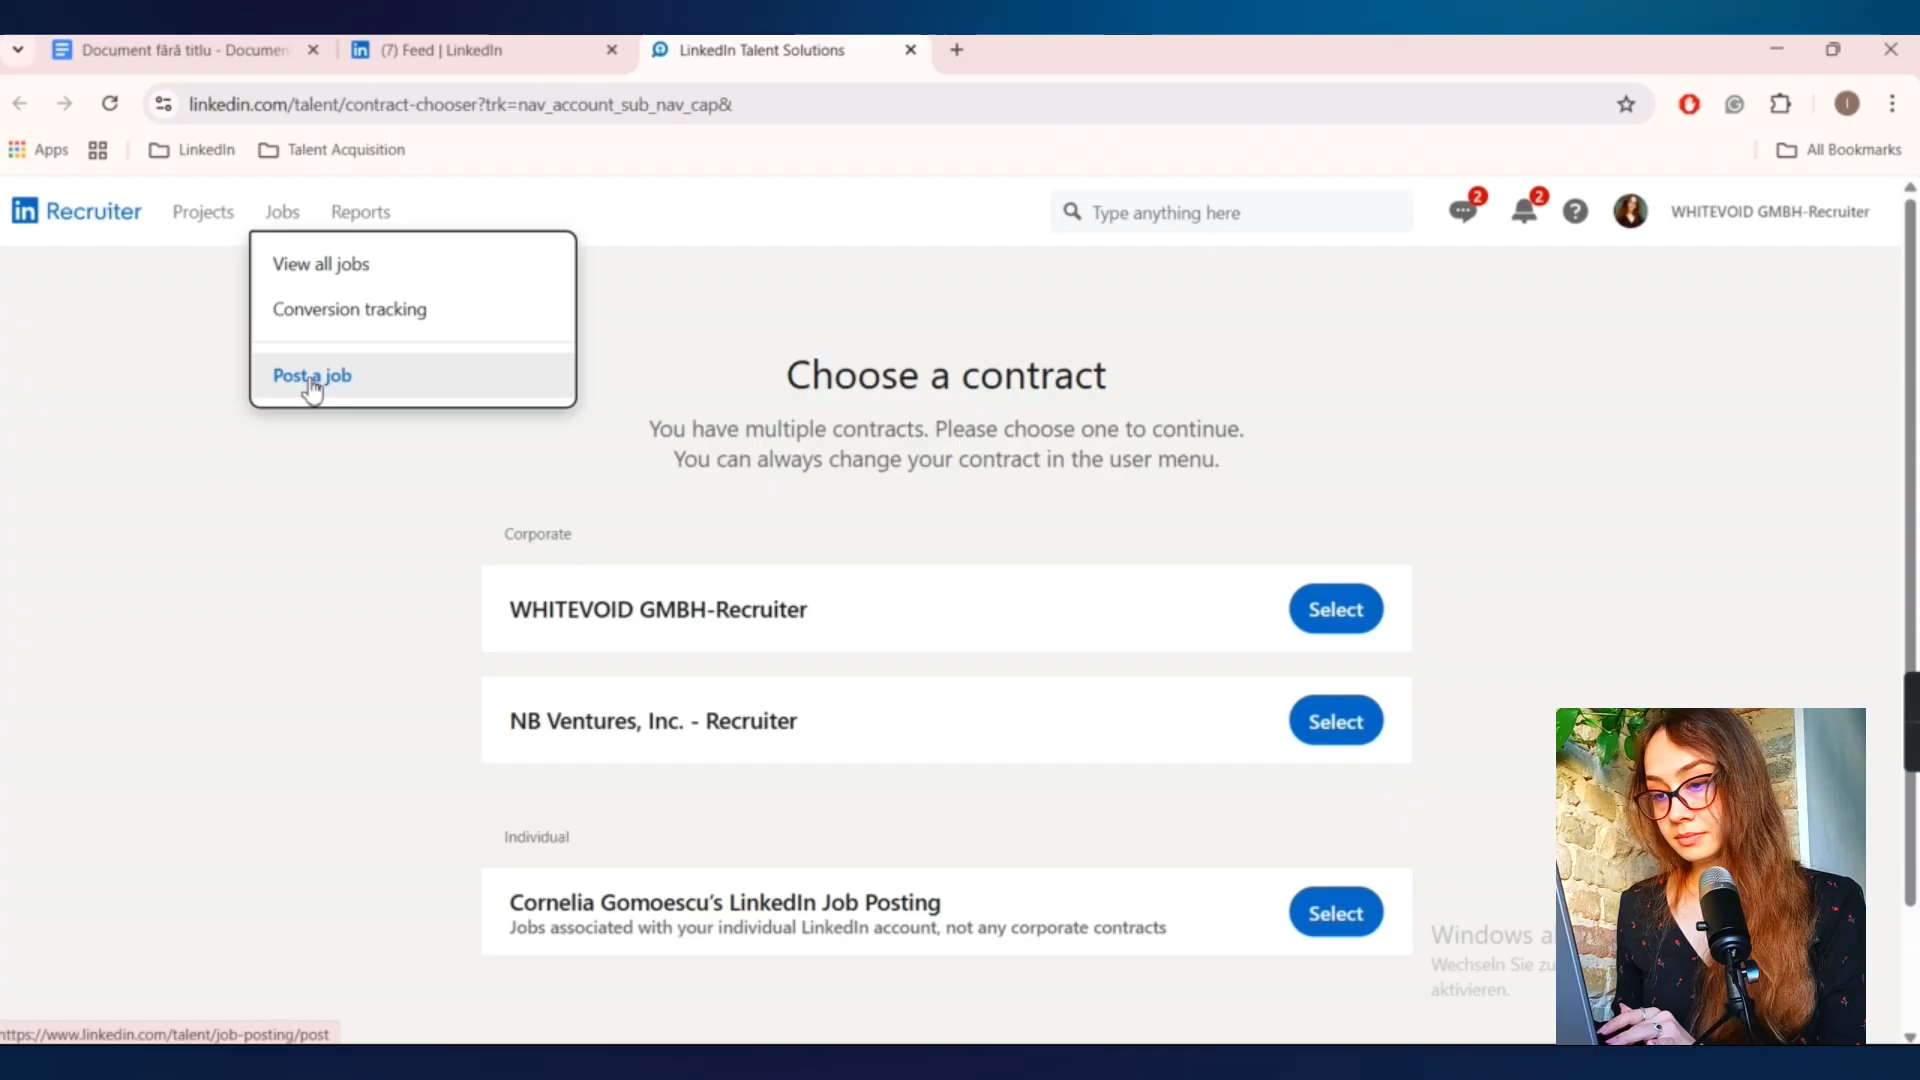 Document fără titlu - Documen
(7) Feed | LinkedIn
LinkedIn Talent Solutions
linkedin.com/talent/contract-chooser?trk=nav_account_sub_nav_cap&
Apps
LinkedIn
Talent Acquisition
All Bookmarks
in Recruiter
Projects
Jobs
Reports
Type anything here
2
2
WHITEVOID GMBH-Recruiter
View all jobs
Conversion tracking
Post a job
Choose a contract
You have multiple contracts. Please choose one to continue.
You can always change your contract in the user menu.
Corporate
WHITEVOID GMBH-Recruiter
Select
NB Ventures, Inc. - Recruiter
Select
Individual
Cornelia Gomoescu's LinkedIn Job Posting
Jobs associated with your individual LinkedIn account, not any corporate contracts
Select
Windows a
Wechseln Sie zu
aktivieren.
https://www.linkedin.com/talent/job-posting/post